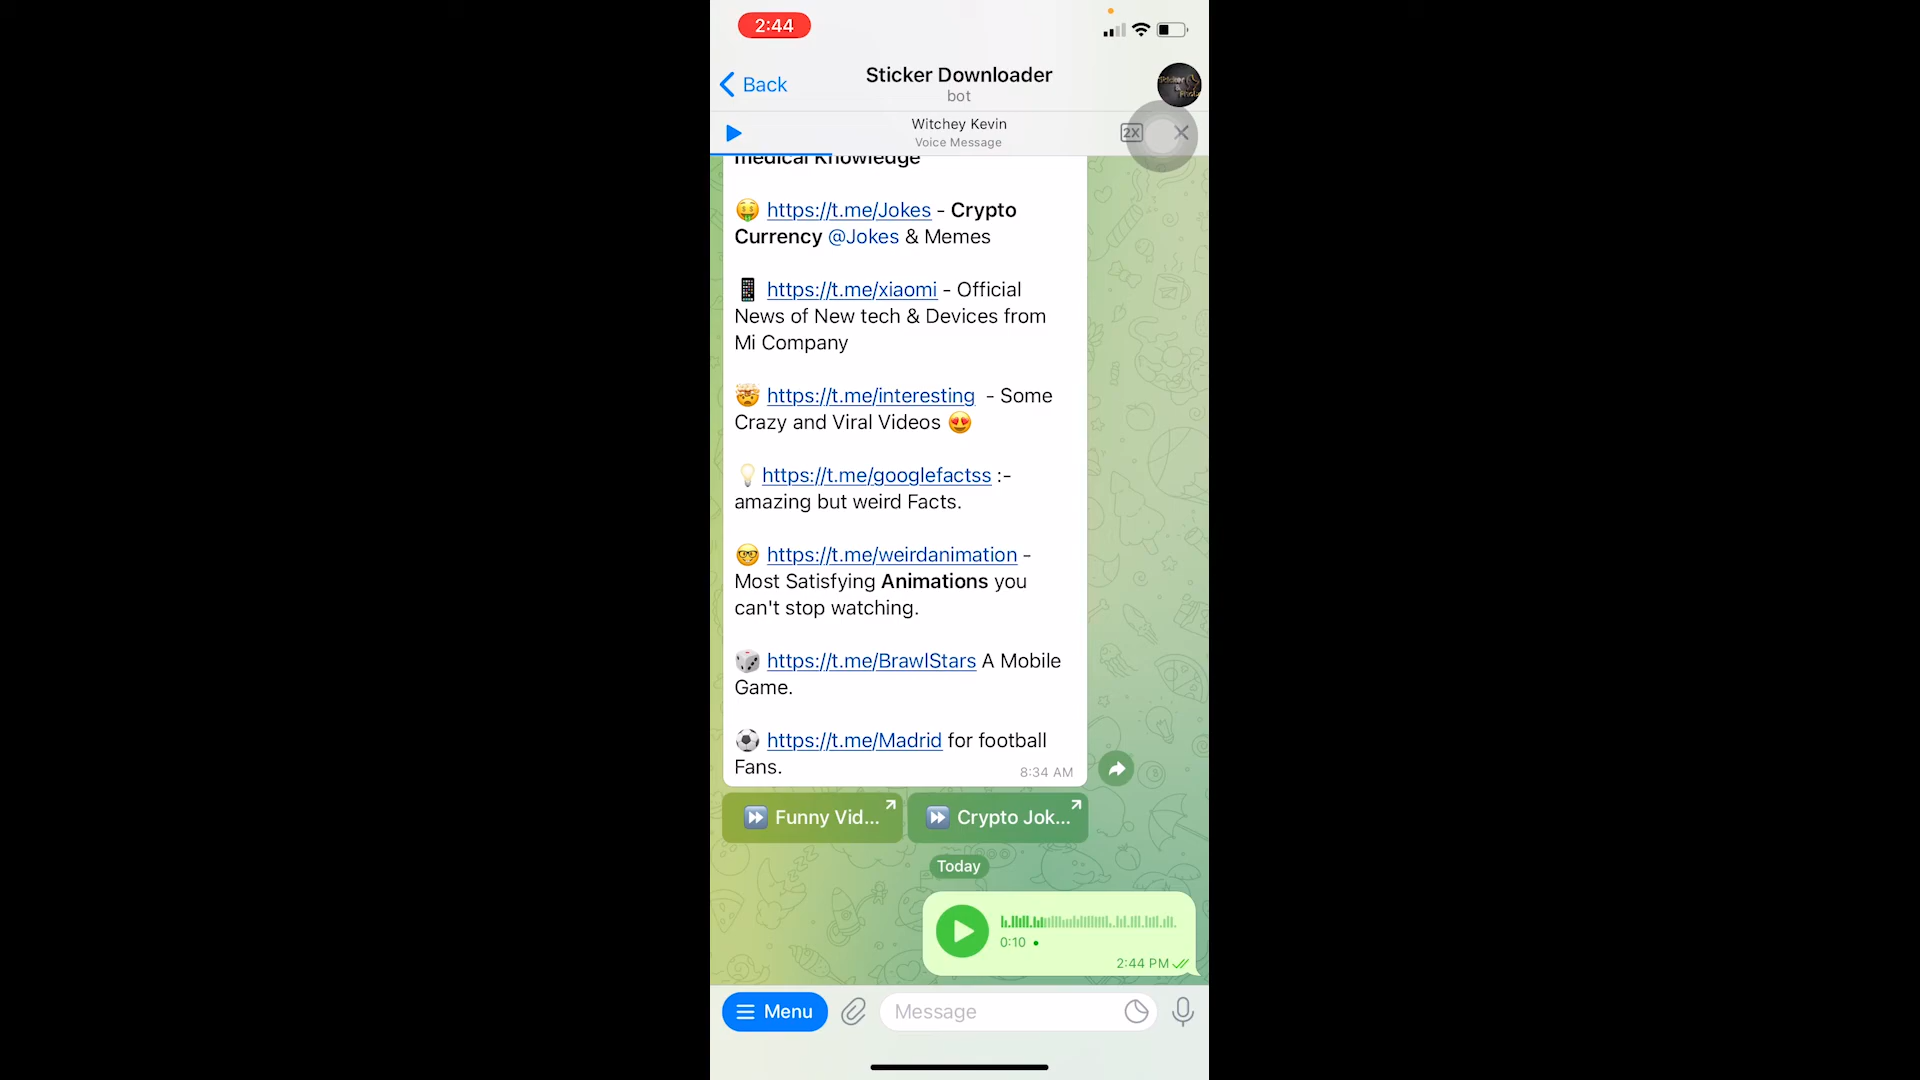 2:44
Back
Sticker Downloader
bot
Witchey Kevin
Voice Message
2X
medical Knowledge
https://t.me/Jokes - Crypto
Currency @Jokes & Memes
https://t.me/xiaomi - Official
News of New tech & Devices from
Mi Company
https://t.me/interesting - Some
Crazy and Viral Videos 😍
https://t.me/googlefactss :-
amazing but weird Facts.
https://t.me/weirdanimation -
Most Satisfying Animations you
can't stop watching.
https://t.me/BrawlStars A Mobile
Game.
https://t.me/Madrid for football
Fans.
8:34 AM
Funny Vid...
Crypto Jok...
Today
0:10
2:44 PM
Menu
Message